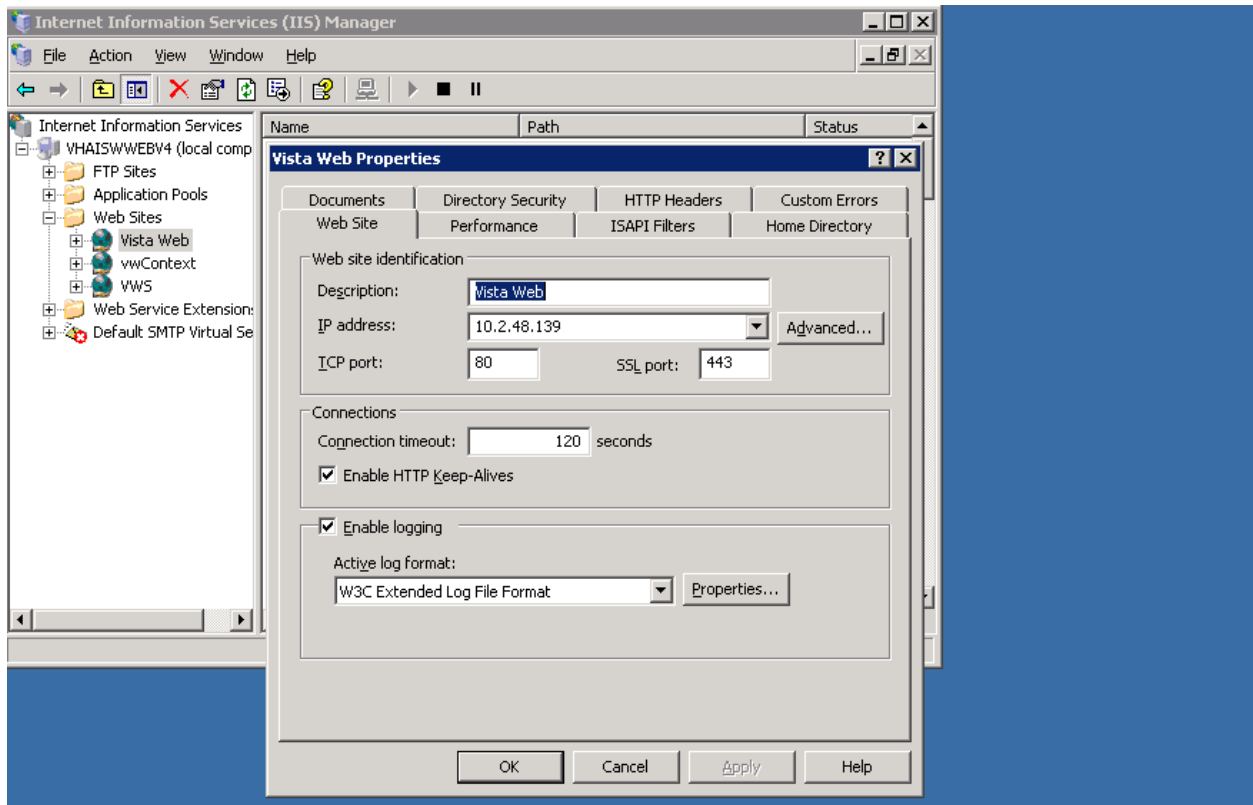 Internet Information Services (IIS) Manager
File Action View Window Help
Internet Information Services
VHAISWWEBV4 (local comp
FTP Sites
Application Pools
Web Sites
Vista Web
vwContext
VWS
Web Service Extension
Default SMTP Virtual Se
Name Path Status
Vista Web Properties
Documents Directory Security HTTP Headers Custom Errors
Web Site Performance ISAPI Filters Home Directory
Web site identification
Description: Vista Web
IP address: 10.2.48.139 Advanced...
TCP port: 80 SSL port: 443
Connections
Connection timeout: 120 seconds
Enable HTTP Keep-Alives
Enable logging
Active log format:
W3C Extended Log File Format Properties...
OK Cancel Apply Help